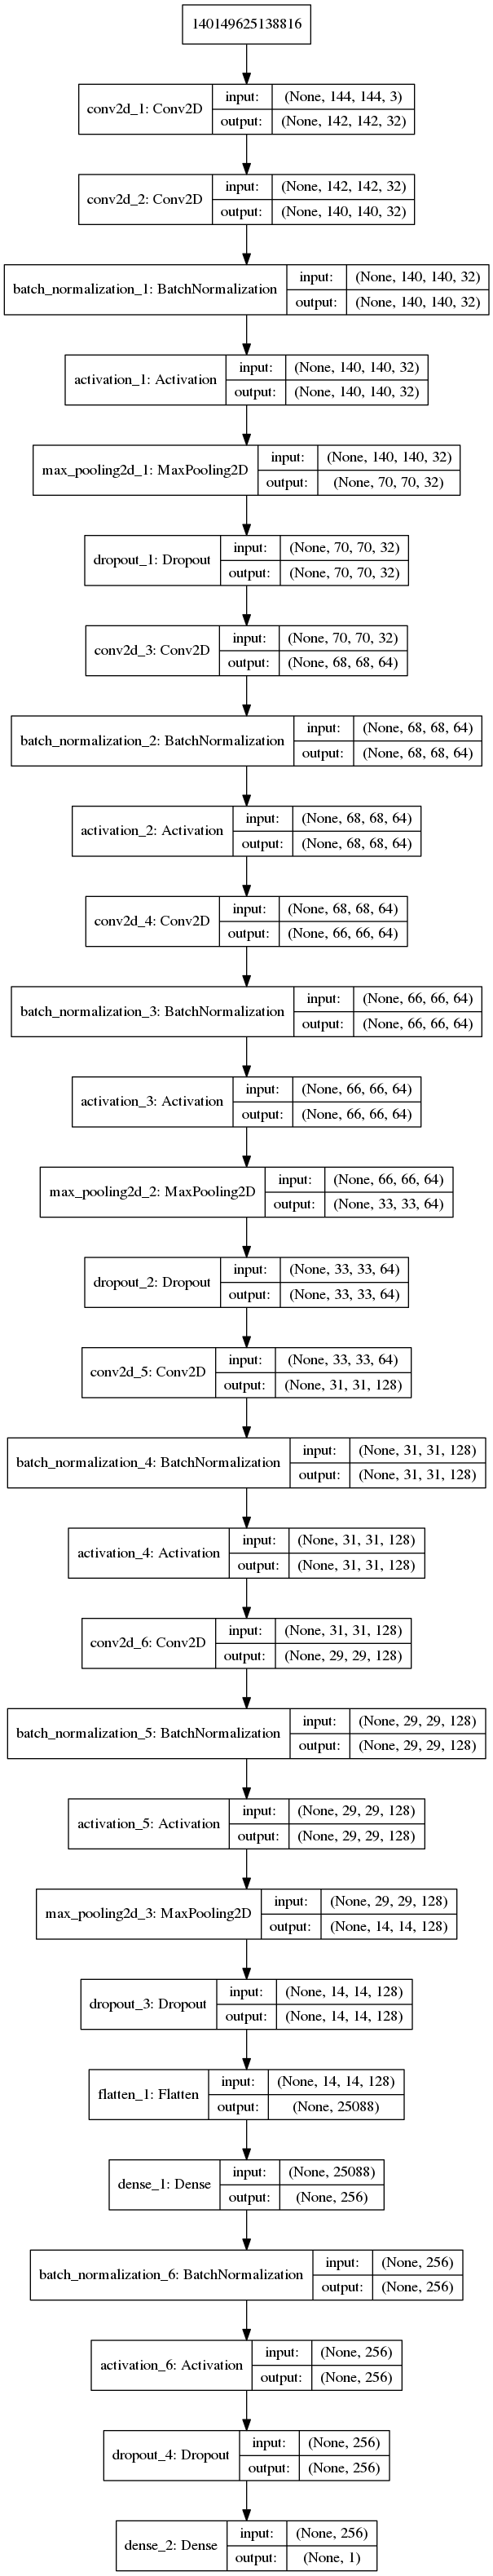 140149625138816
conv2d_1: Conv2D
input: (None, 144, 144, 3)
output: (None, 142, 142, 32)
conv2d_2: Conv2D
input: (None, 142, 142, 32)
output: (None, 140, 140, 32)
batch_normalization_1: BatchNormalization
input: (None, 140, 140, 32)
output: (None, 140, 140, 32)
activation_1: Activation
input: (None, 140, 140, 32)
output: (None, 140, 140, 32)
max_pooling2d_1: MaxPooling2D
input: (None, 140, 140, 32)
output: (None, 70, 70, 32)
dropout_1: Dropout
input: (None, 70, 70, 32)
output: (None, 70, 70, 32)
conv2d_3: Conv2D
input: (None, 70, 70, 32)
output: (None, 68, 68, 64)
batch_normalization_2: BatchNormalization
input: (None, 68, 68, 64)
output: (None, 68, 68, 64)
activation_2: Activation
input: (None, 68, 68, 64)
output: (None, 68, 68, 64)
conv2d_4: Conv2D
input: (None, 68, 68, 64)
output: (None, 66, 66, 64)
batch_normalization_3: BatchNormalization
input: (None, 66, 66, 64)
output: (None, 66, 66, 64)
activation_3: Activation
input: (None, 66, 66, 64)
output: (None, 66, 66, 64)
max_pooling2d_2: MaxPooling2D
input: (None, 66, 66, 64)
output: (None, 33, 33, 64)
dropout_2: Dropout
input: (None, 33, 33, 64)
output: (None, 33, 33, 64)
conv2d_5: Conv2D
input: (None, 33, 33, 64)
output: (None, 31, 31, 128)
batch_normalization_4: BatchNormalization
input: (None, 31, 31, 128)
output: (None, 31, 31, 128)
activation_4: Activation
input: (None, 31, 31, 128)
output: (None, 31, 31, 128)
conv2d_6: Conv2D
input: (None, 31, 31, 128)
output: (None, 29, 29, 128)
batch_normalization_5: BatchNormalization
input: (None, 29, 29, 128)
output: (None, 29, 29, 128)
activation_5: Activation
input: (None, 29, 29, 128)
output: (None, 29, 29, 128)
max_pooling2d_3: MaxPooling2D
input: (None, 29, 29, 128)
output: (None, 14, 14, 128)
dropout_3: Dropout
input: (None, 14, 14, 128)
output: (None, 14, 14, 128)
flatten_1: Flatten
input: (None, 14, 14, 128)
output: (None, 25088)
dense_1: Dense
input: (None, 25088)
output: (None, 256)
batch_normalization_6: BatchNormalization
input: (None, 256)
output: (None, 256)
activation_6: Activation
input: (None, 256)
output: (None, 256)
dropout_4: Dropout
input: (None, 256)
output: (None, 256)
dense_2: Dense
input: (None, 256)
output: (None, 1)